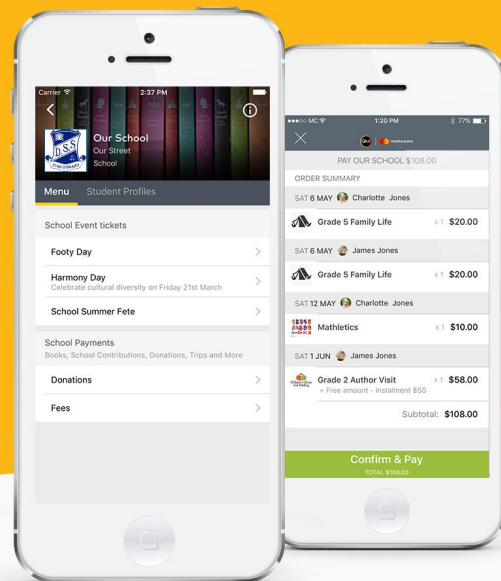 Carrier 2:37 PM
Our School
Our Street
School
D.S.S
Menu Student Profiles
School Event tickets
Footy Day
Harmony Day
Celebrate cultural diversity on Friday 21st March
School Summer Fete
School Payments
Books, School Contributions, Donations, Trips and More
Donations
Fees
MC 1:20 PM 77%
Qkr! masterpass
PAY OUR SCHOOL $108.00
ORDER SUMMARY
SAT 6 MAY Charlotte Jones
Grade 5 Family Life x 1 $20.00
SAT 6 MAY James Jones
Grade 5 Family Life x 1 $20.00
SAT 12 MAY Charlotte Jones
Mathletics x 1 $10.00
SAT 1 JUN James Jones
Grade 2 Author Visit x 1 $58.00
+ Free amount - Instalment $50
Subtotal: $108.00
Confirm & Pay
TOTAL $108.00